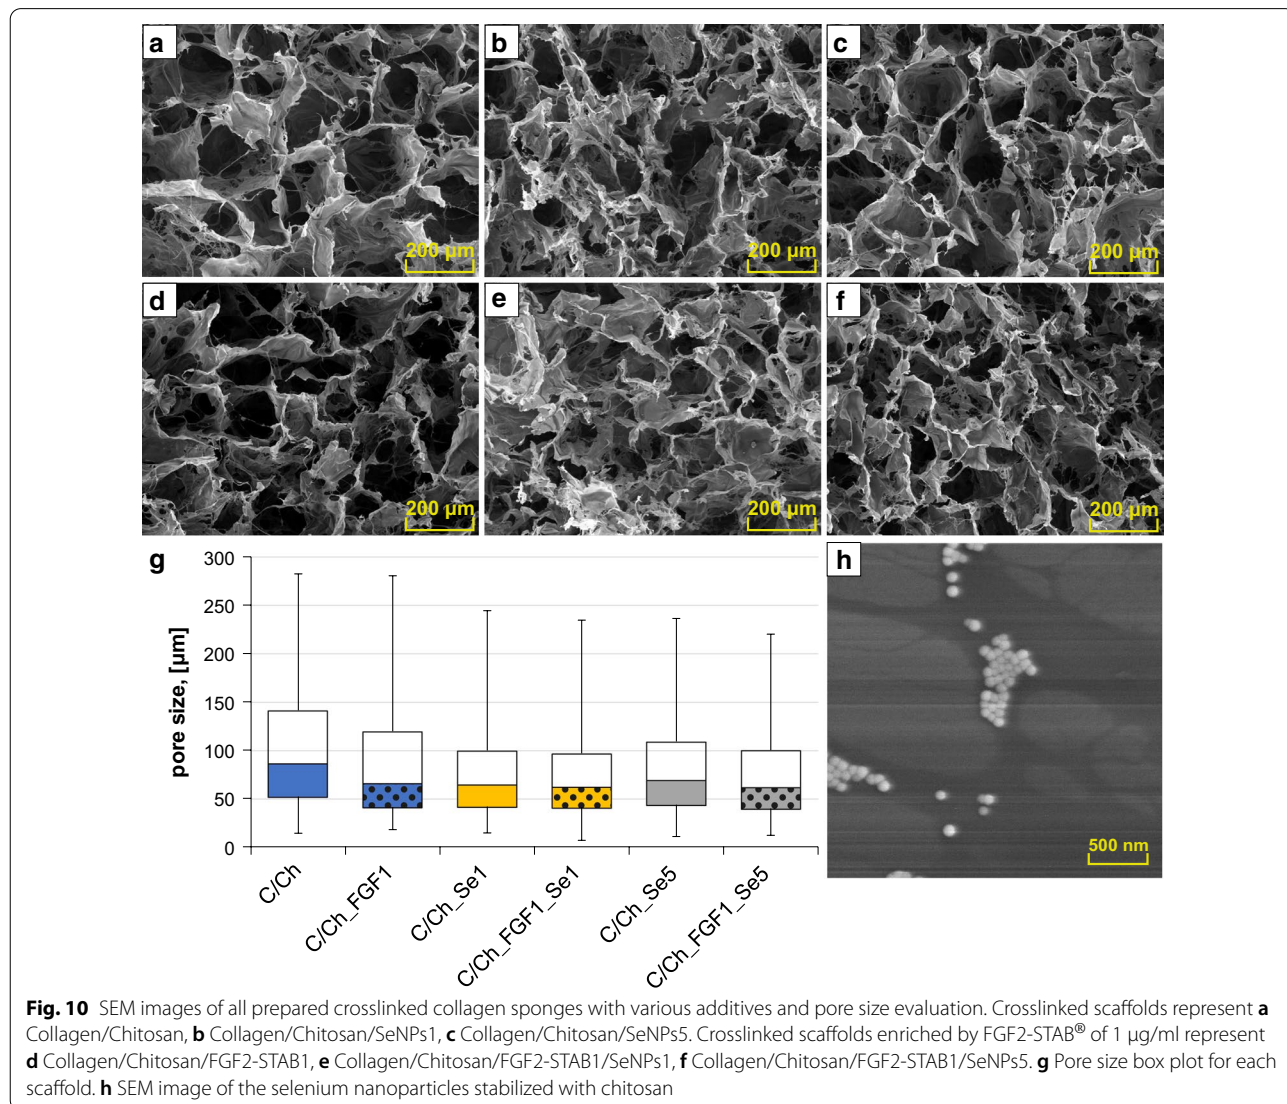 a
b
c
200 µm
200 µm
200 µm
d
e
f
200 µm
200 µm
200 µm
g
h
300
250
200
150
100
50
0
pore size, [µm]
C/Ch
C/Ch_FGF1
C/Ch_Se1
C/Ch_FGF1_Se1
C/Ch_Se5
C/Ch_FGF1_Se5
500 nm
Fig. 10 SEM images of all prepared crosslinked collagen sponges with various additives and pore size evaluation. Crosslinked scaffolds represent a
Collagen/Chitosan, b Collagen/Chitosan/SeNPs1, c Collagen/Chitosan/SeNPs5. Crosslinked scaffolds enriched by FGF2-STAB® of 1 µg/ml represent
d Collagen/Chitosan/FGF2-STAB1, e Collagen/Chitosan/FGF2-STAB1/SeNPs1, f Collagen/Chitosan/FGF2-STAB1/SeNPs5. g Pore size box plot for each
scaffold. h SEM image of the selenium nanoparticles stabilized with chitosan